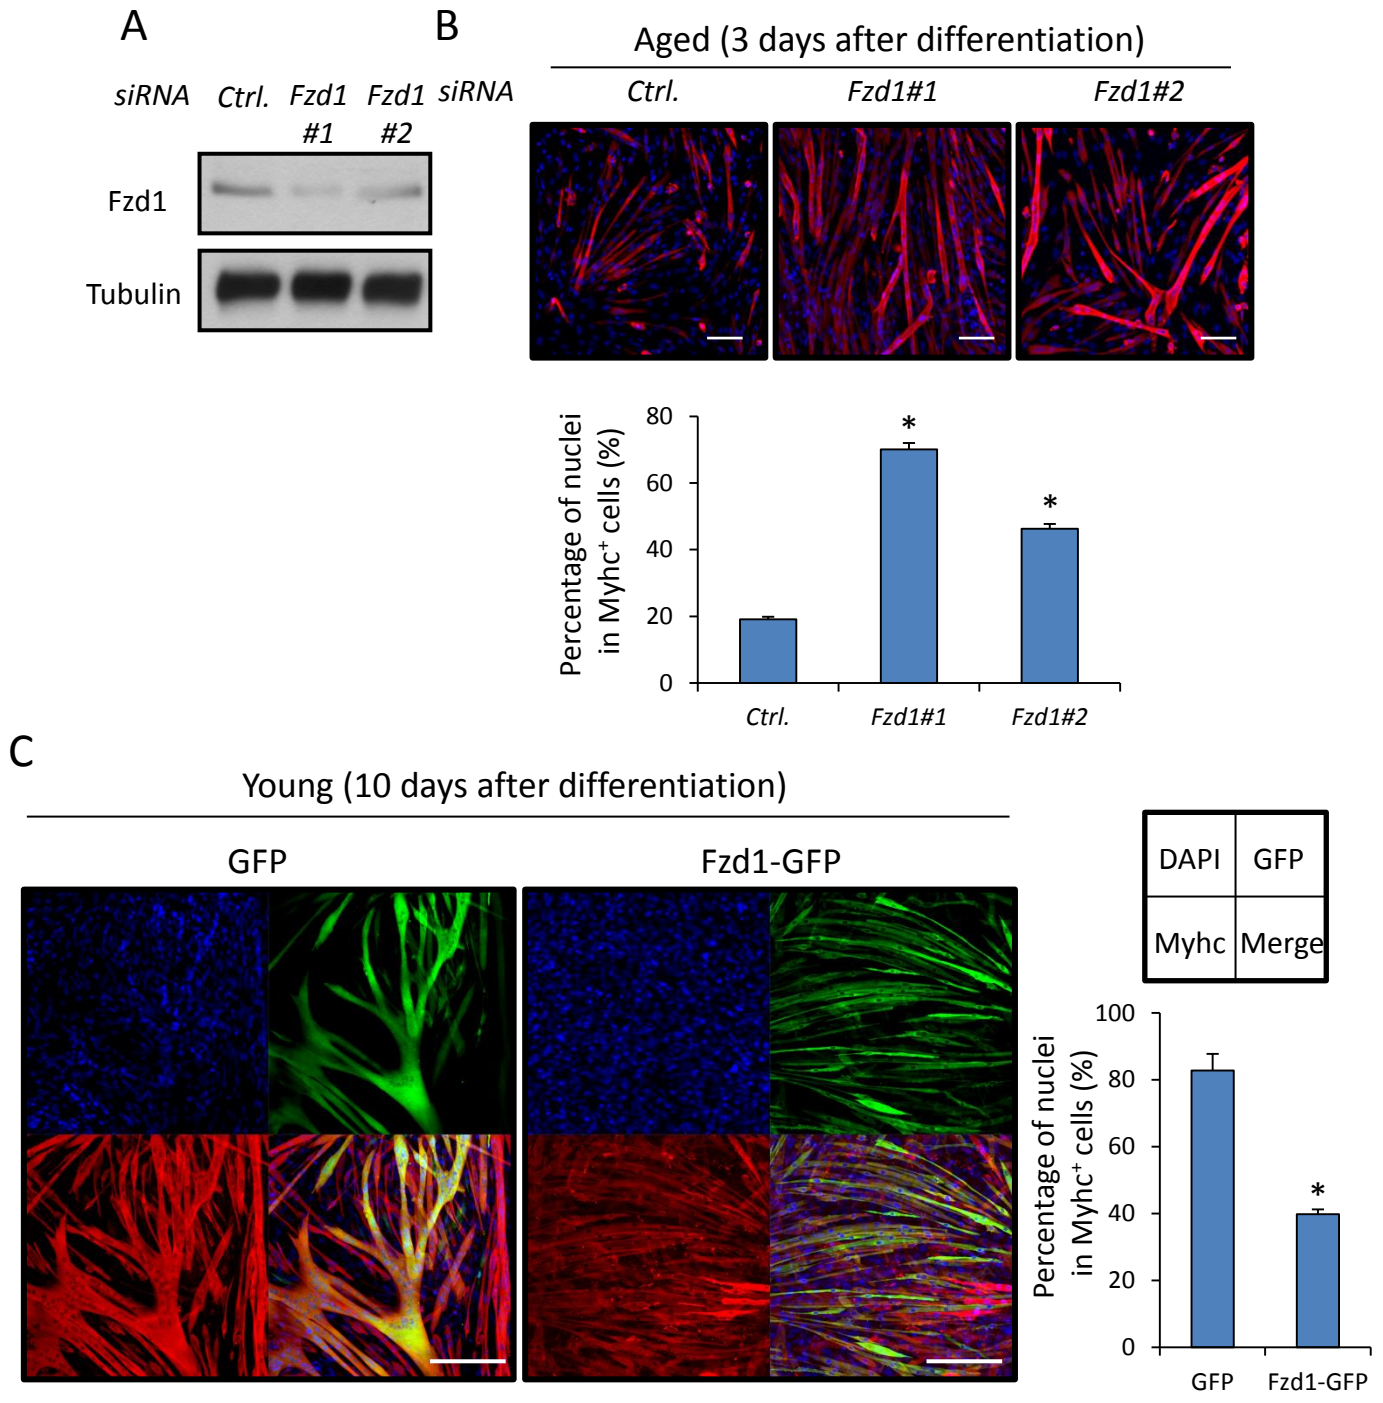 A
siRNA Ctrl. Fzd1 Fzd1
#1 #2
Fzd1
Tubulin
B
Aged (3 days after differentiation)
siRNA Ctrl. Fzd1#1 Fzd1#2
Percentage of nuclei
in Myhc⁺ cells (%)
80
60
40
20
0
*
*
Ctrl. Fzd1#1 Fzd1#2
C
Young (10 days after differentiation)
GFP Fzd1-GFP
DAPI GFP
Myhc Merge
Percentage of nuclei
in Myhc⁺ cells (%)
100
80
60
40
20
0
*
GFP Fzd1-GFP